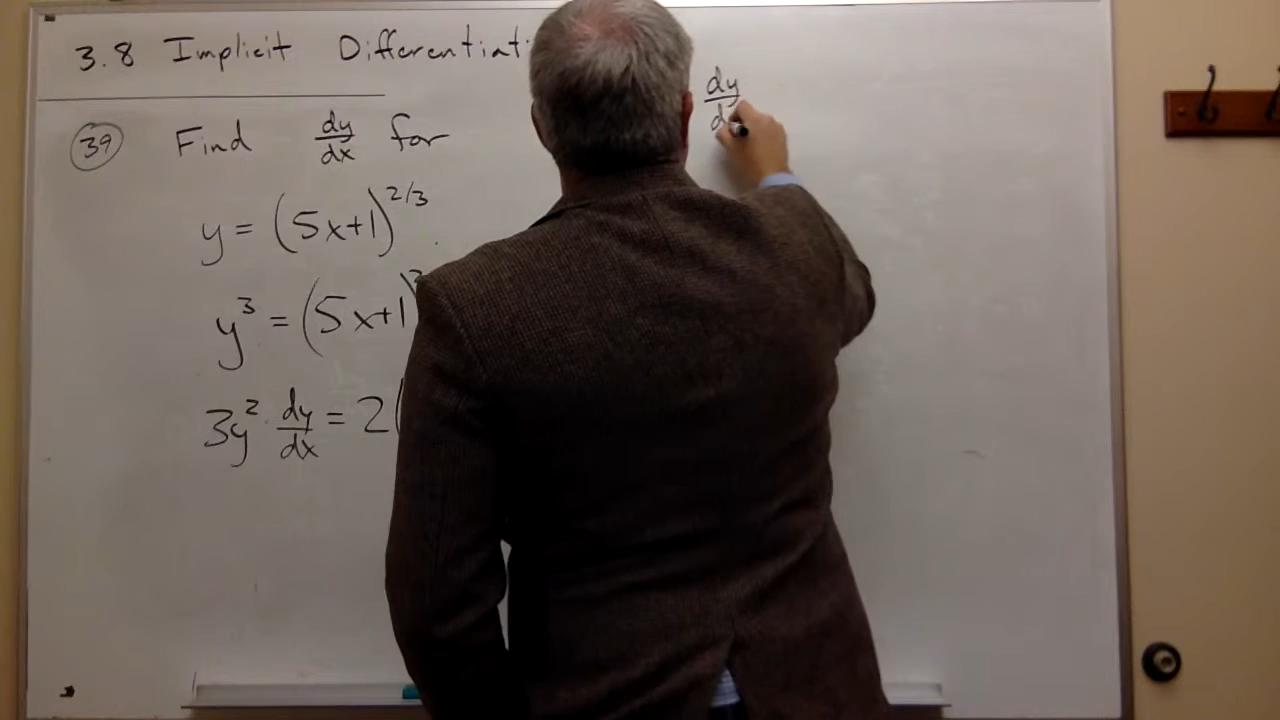 3.8 Implicit Differentiati
39 Find dy/dx for
y = (5x+1)^2/3
y^3 = (5x+1)
3y^2 · dy/dx = 2(
dy/d